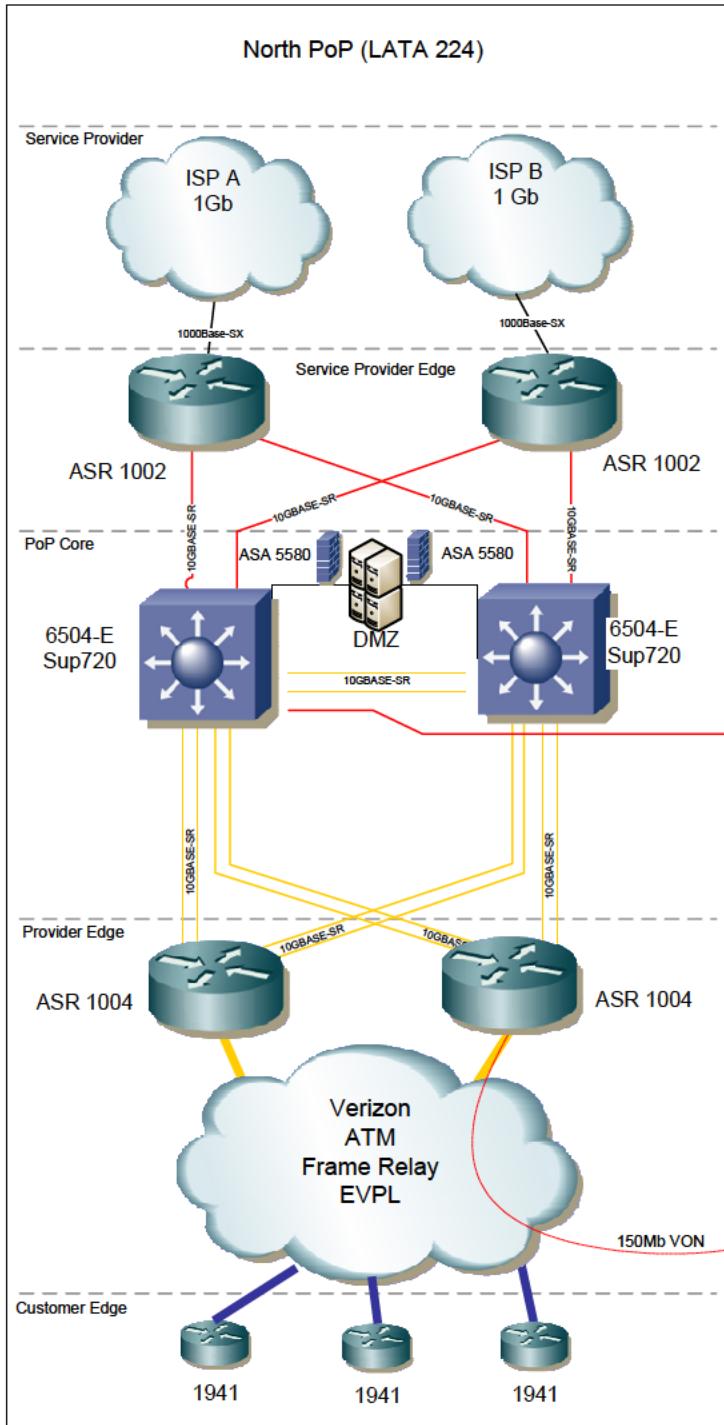 North PoP (LATA 224)
Service Provider
ISP A
1Gb
ISP B
1 Gb
1000Base-SX
1000Base-SX
Service Provider Edge
ASR 1002
ASR 1002
10GBASE-SR
10GBASE-SR
10GBASE-SR
10GBASE-SR
PoP Core
ASA 5580
ASA 5580
6504-E
Sup720
DMZ
6504-E
Sup720
10GBASE-SR
10GBASE-SR
10GBASE-SR
Provider Edge
10GBASE-SR
10GBASE
ASR 1004
ASR 1004
Verizon
ATM
Frame Relay
EVPL
150Mb VON
Customer Edge
1941
1941
1941